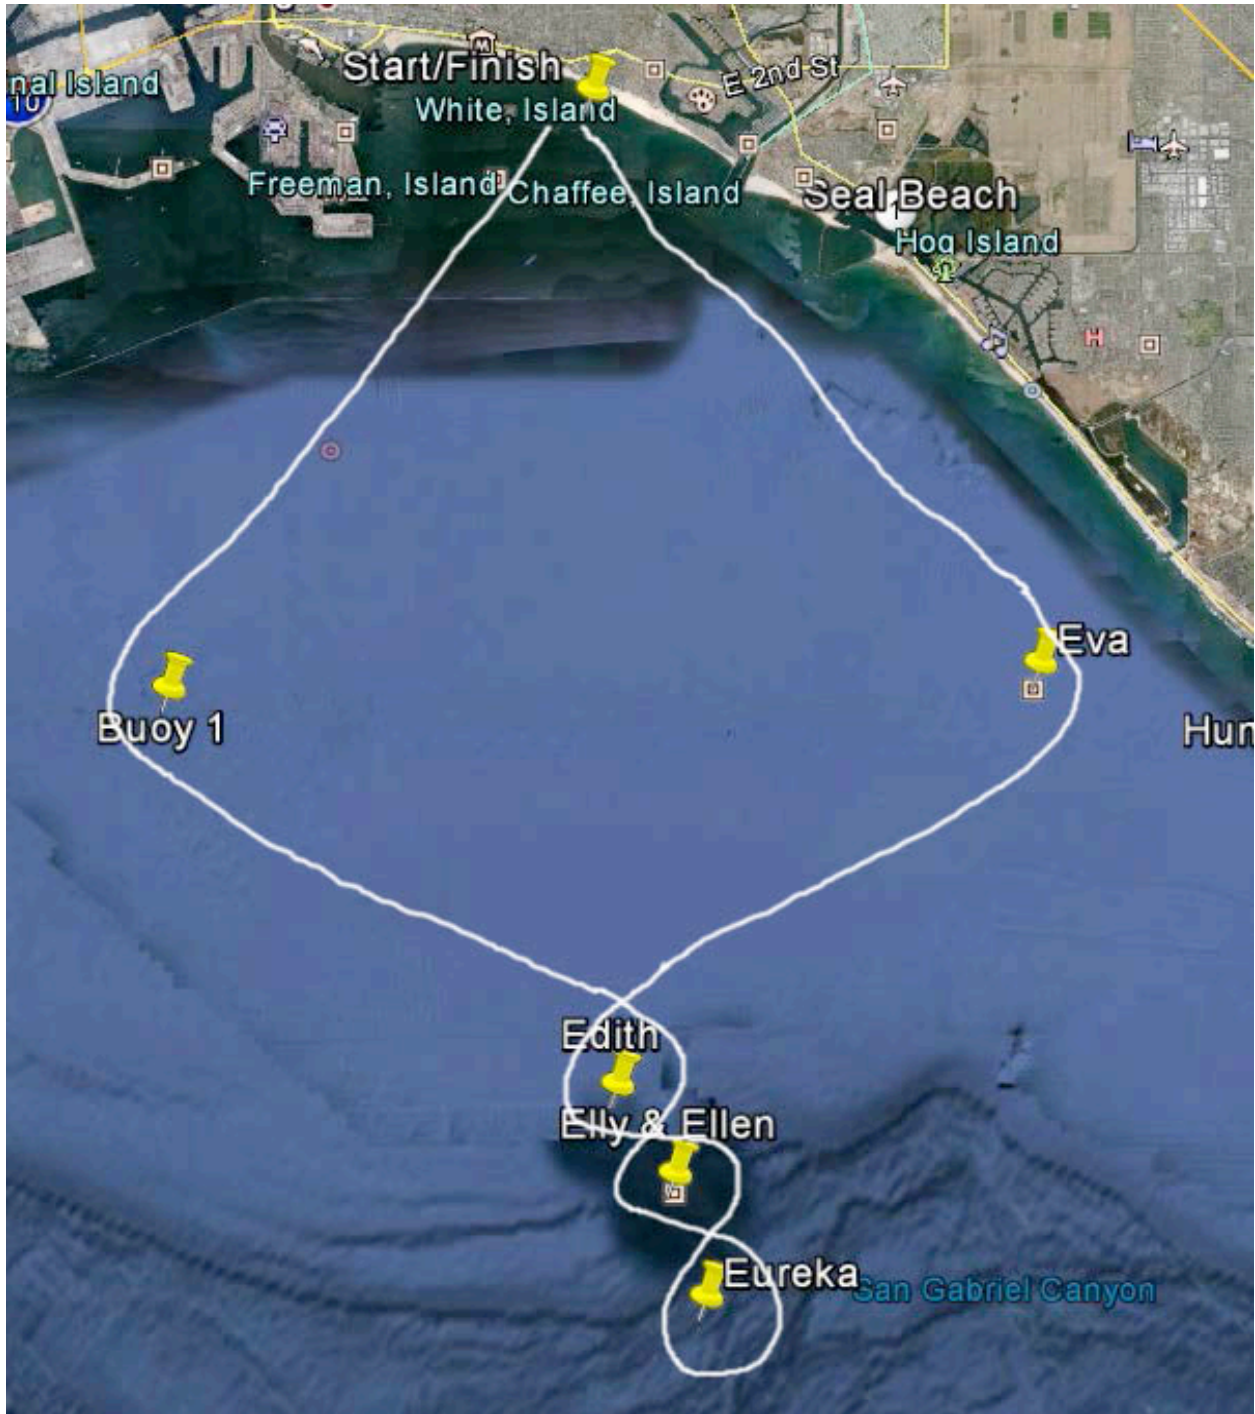 nal Island
10
Start/Finish
E 2nd St
White, Island
Freeman, Island
Chaffee, Island
Seal Beach
Hog Island
H
Eva
Buoy 1
Hun
Edith
Elly & Ellen
Eureka
San Gabriel Canyon